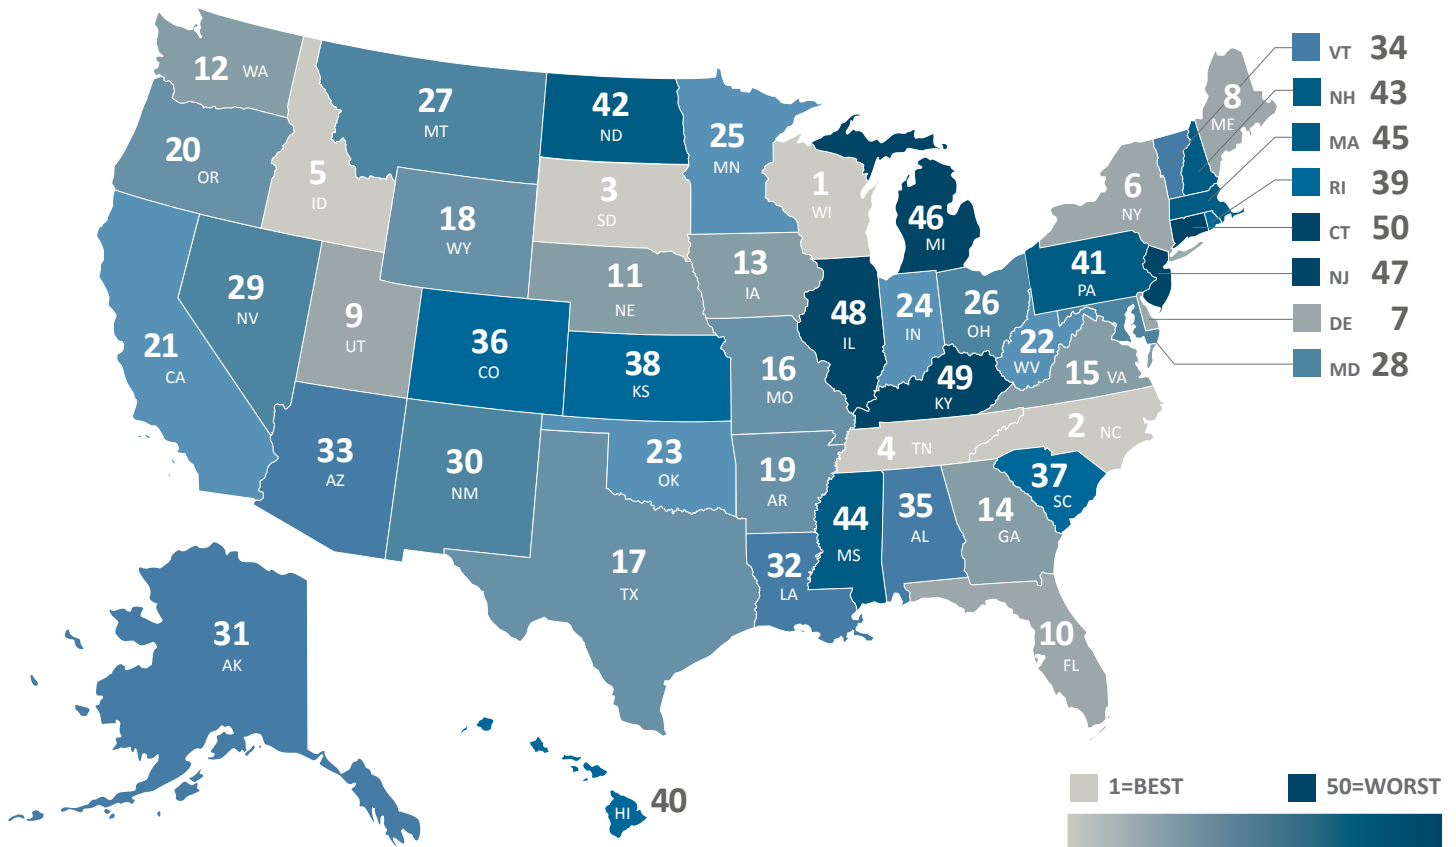 12 WA
27
MT
42
ND
25
MN
8
ME
VT 34
NH 43
MA 45
RI 39
CT 50
NJ 47
DE 7
MD 28
20
OR
5
ID
3
SD
1
WI
6
NY
18
WY
46
MI
11
NE
13
IA
41
PA
29
NV
9
UT
48
IL
24
IN
26
OH
21
CA
36
CO
38
KS
16
MO
49
KY
22
WV
15 VA
33
AZ
30
NM
23
OK
19
AR
4 TN
2 NC
37
SC
44
MS
35
AL
14
GA
17
TX
32
LA
10
FL
31
AK
HI 40
1=BEST
50=WORST